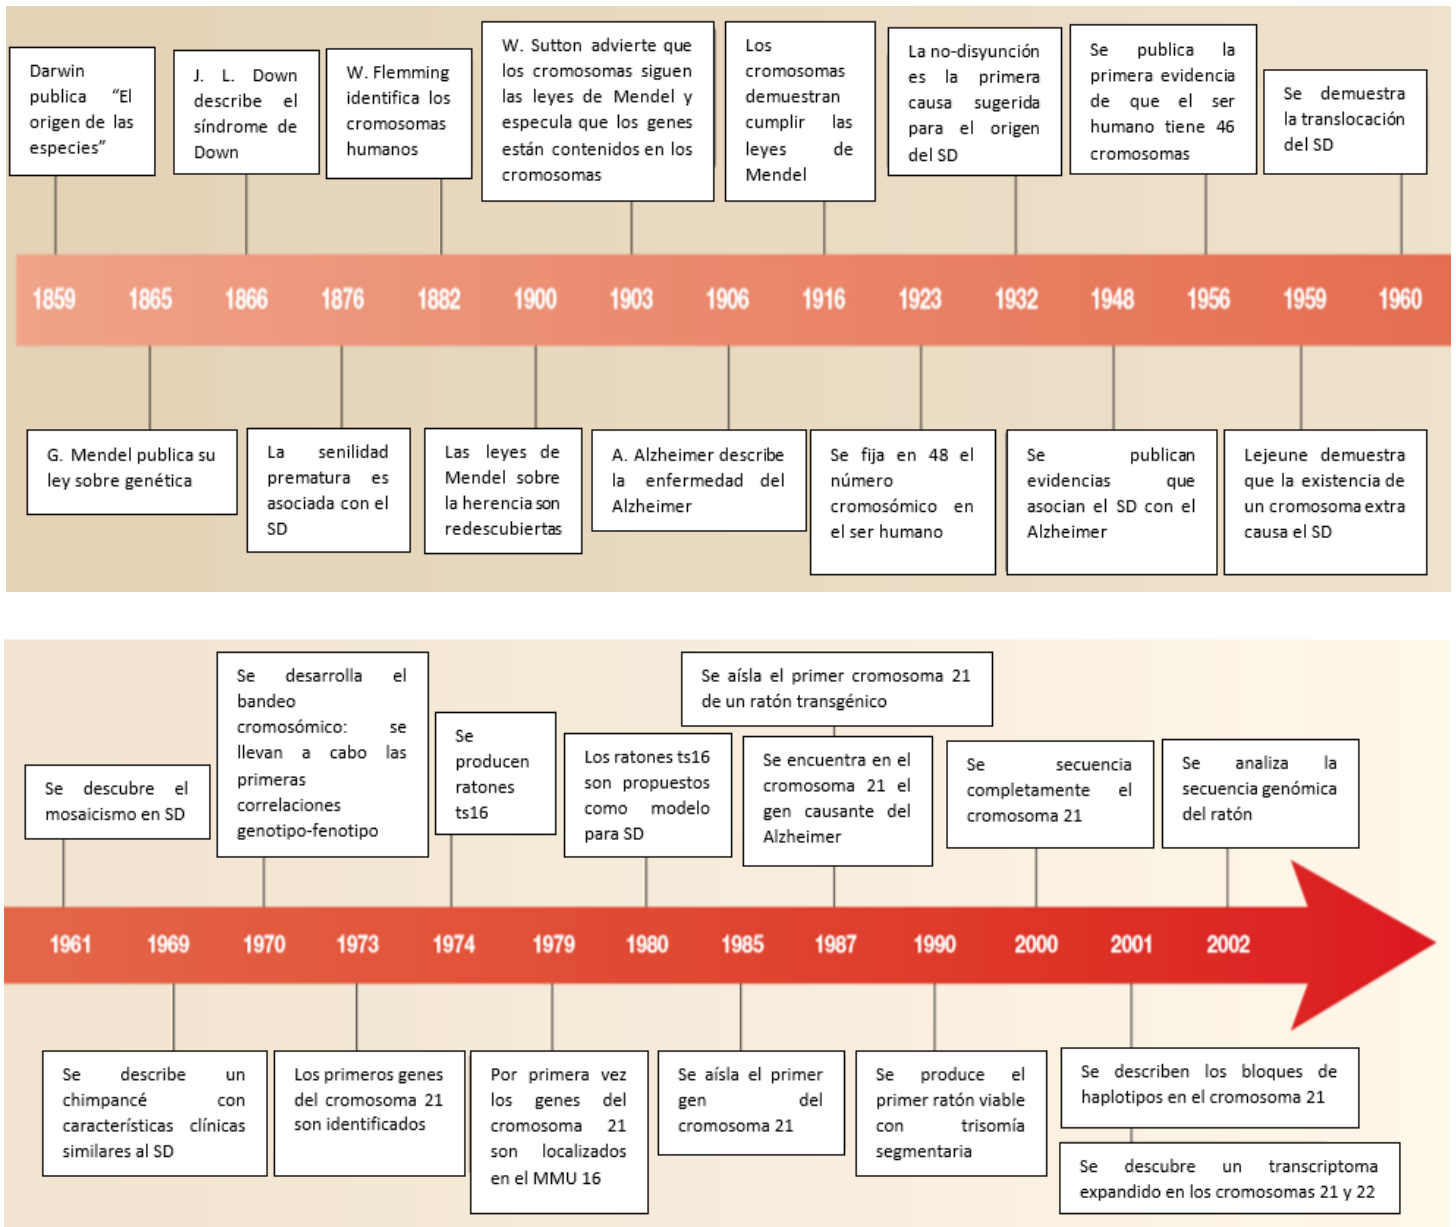 Darwin
publica "El
origen de las
especies"
J. L. Down
describe el
síndrome de
Down
W. Flemming
identifica los
cromosomas
humanos
W. Sutton advierte que
los cromosomas siguen
las leyes de Mendel y
especula que los genes
están contenidos en los
cromosomas
Los
cromosomas
demuestran
cumplir las
leyes de
Mendel
La no-disyunción
es la primera
causa sugerida
para el origen
del SD
Se publica la
primera evidencia
de que el ser
humano tiene 46
cromosomas
Se demuestra
la translocación
del SD
1859 1865 1866 1876 1882 1900 1903 1906 1916 1923 1932 1948 1956 1959 1960
G. Mendel publica su
ley sobre genética
La senilidad
prematura es
asociada con el
SD
Las leyes de
Mendel sobre
la herencia son
redescubiertas
A. Alzheimer describe
la enfermedad del
Alzheimer
Se fija en 48 el
número
cromosómico en
el ser humano
Se publican
evidencias que
asocian el SD con el
Alzheimer
Lejeune demuestra
que la existencia de
un cromosoma extra
causa el SD
Se descubre el
mosaicismo en SD
Se desarrolla el
bandeo
cromosómico: se
llevan a cabo las
primeras
correlaciones
genotipo-fenotipo
Se
producen
ratones
ts16
Los ratones ts16
son propuestos
como modelo
para SD
Se aísla el primer cromosoma 21
de un ratón transgénico
Se encuentra en el
cromosoma 21 el
gen causante del
Alzheimer
Se secuencia
completamente el
cromosoma 21
Se analiza la
secuencia genómica
del ratón
1961 1969 1970 1973 1974 1979 1980 1985 1987 1990 2000 2001 2002
Se describe un
chimpancé con
características clínicas
similares al SD
Los primeros genes
del cromosoma 21
son identificados
Por primera vez
los genes del
cromosoma 21
son localizados
en el MMU 16
Se aísla el primer
gen del
cromosoma 21
Se produce el
primer ratón viable
con trisomía
segmentaria
Se describen los bloques de
haplotipos en el cromosoma 21
Se descubre un transcriptoma
expandido en los cromosomas 21 y 22